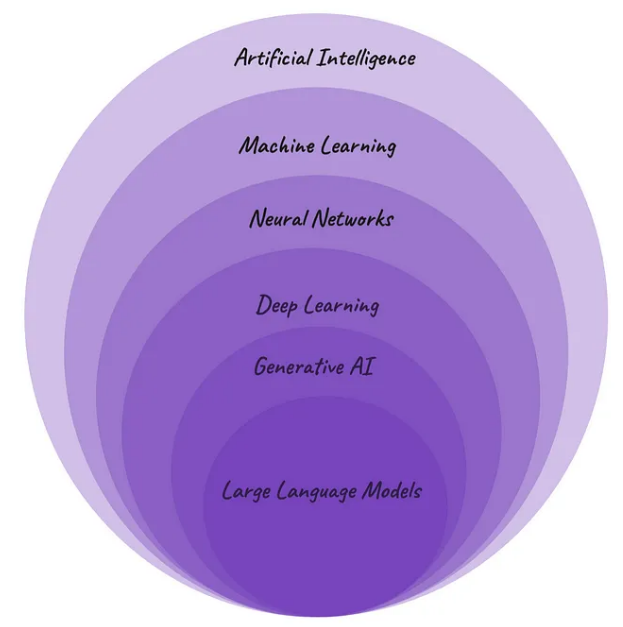 Artificial Intelligence
Machine Learning
Neural Networks
Deep Learning
Generative AI
Large Language Models